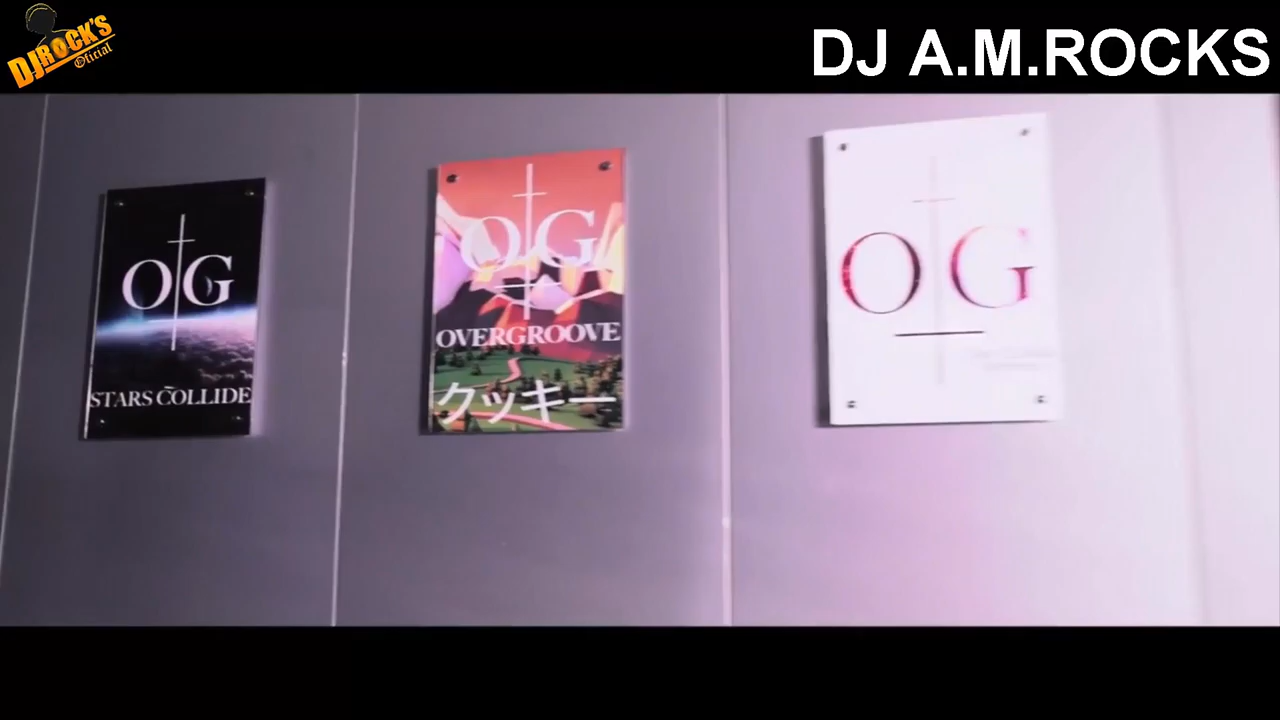 DJROCK'S
Oficial
DJ A.M.ROCKS
OG
STARS COLLIDE
OG
OVERGROOVE
クッキー
OG